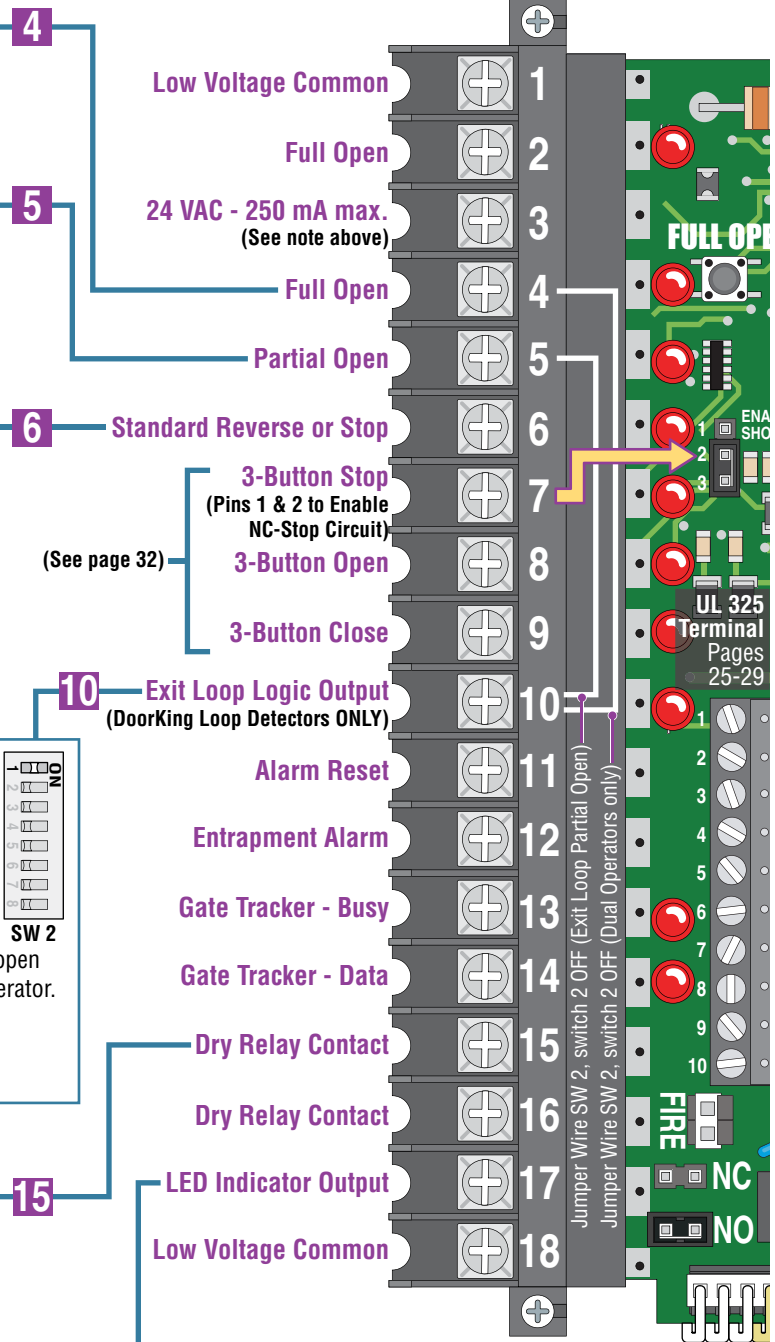 4
Low Voltage Common
1
Full Open
2
5
24 VAC - 250 mA max.
(See note above)
3
FULL OPE
Full Open
4
Partial Open
5
6
Standard Reverse or Stop
6
1
2
3
ENA
SHO
3-Button Stop
(Pins 1 & 2 to Enable
NC-Stop Circuit)
7
(See page 32)
3-Button Open
8
3-Button Close
9
UL 325
Terminal
Pages
25-29
10
Exit Loop Logic Output
(DoorKing Loop Detectors ONLY)
10
Alarm Reset
11
Entrapment Alarm
12
Gate Tracker - Busy
13
Gate Tracker - Data
14
Dry Relay Contact
15
Dry Relay Contact
16
15
LED Indicator Output
17
Low Voltage Common
18
Jumper Wire SW 2, switch 2 OFF (Exit Loop Partial Open)
Jumper Wire SW 2, switch 2 OFF (Dual Operators only)
ON
1
2
3
4
5
6
7
8
SW 2
open
erator.
1
2
3
4
5
6
7
8
9
10
FIRE
NC
NO